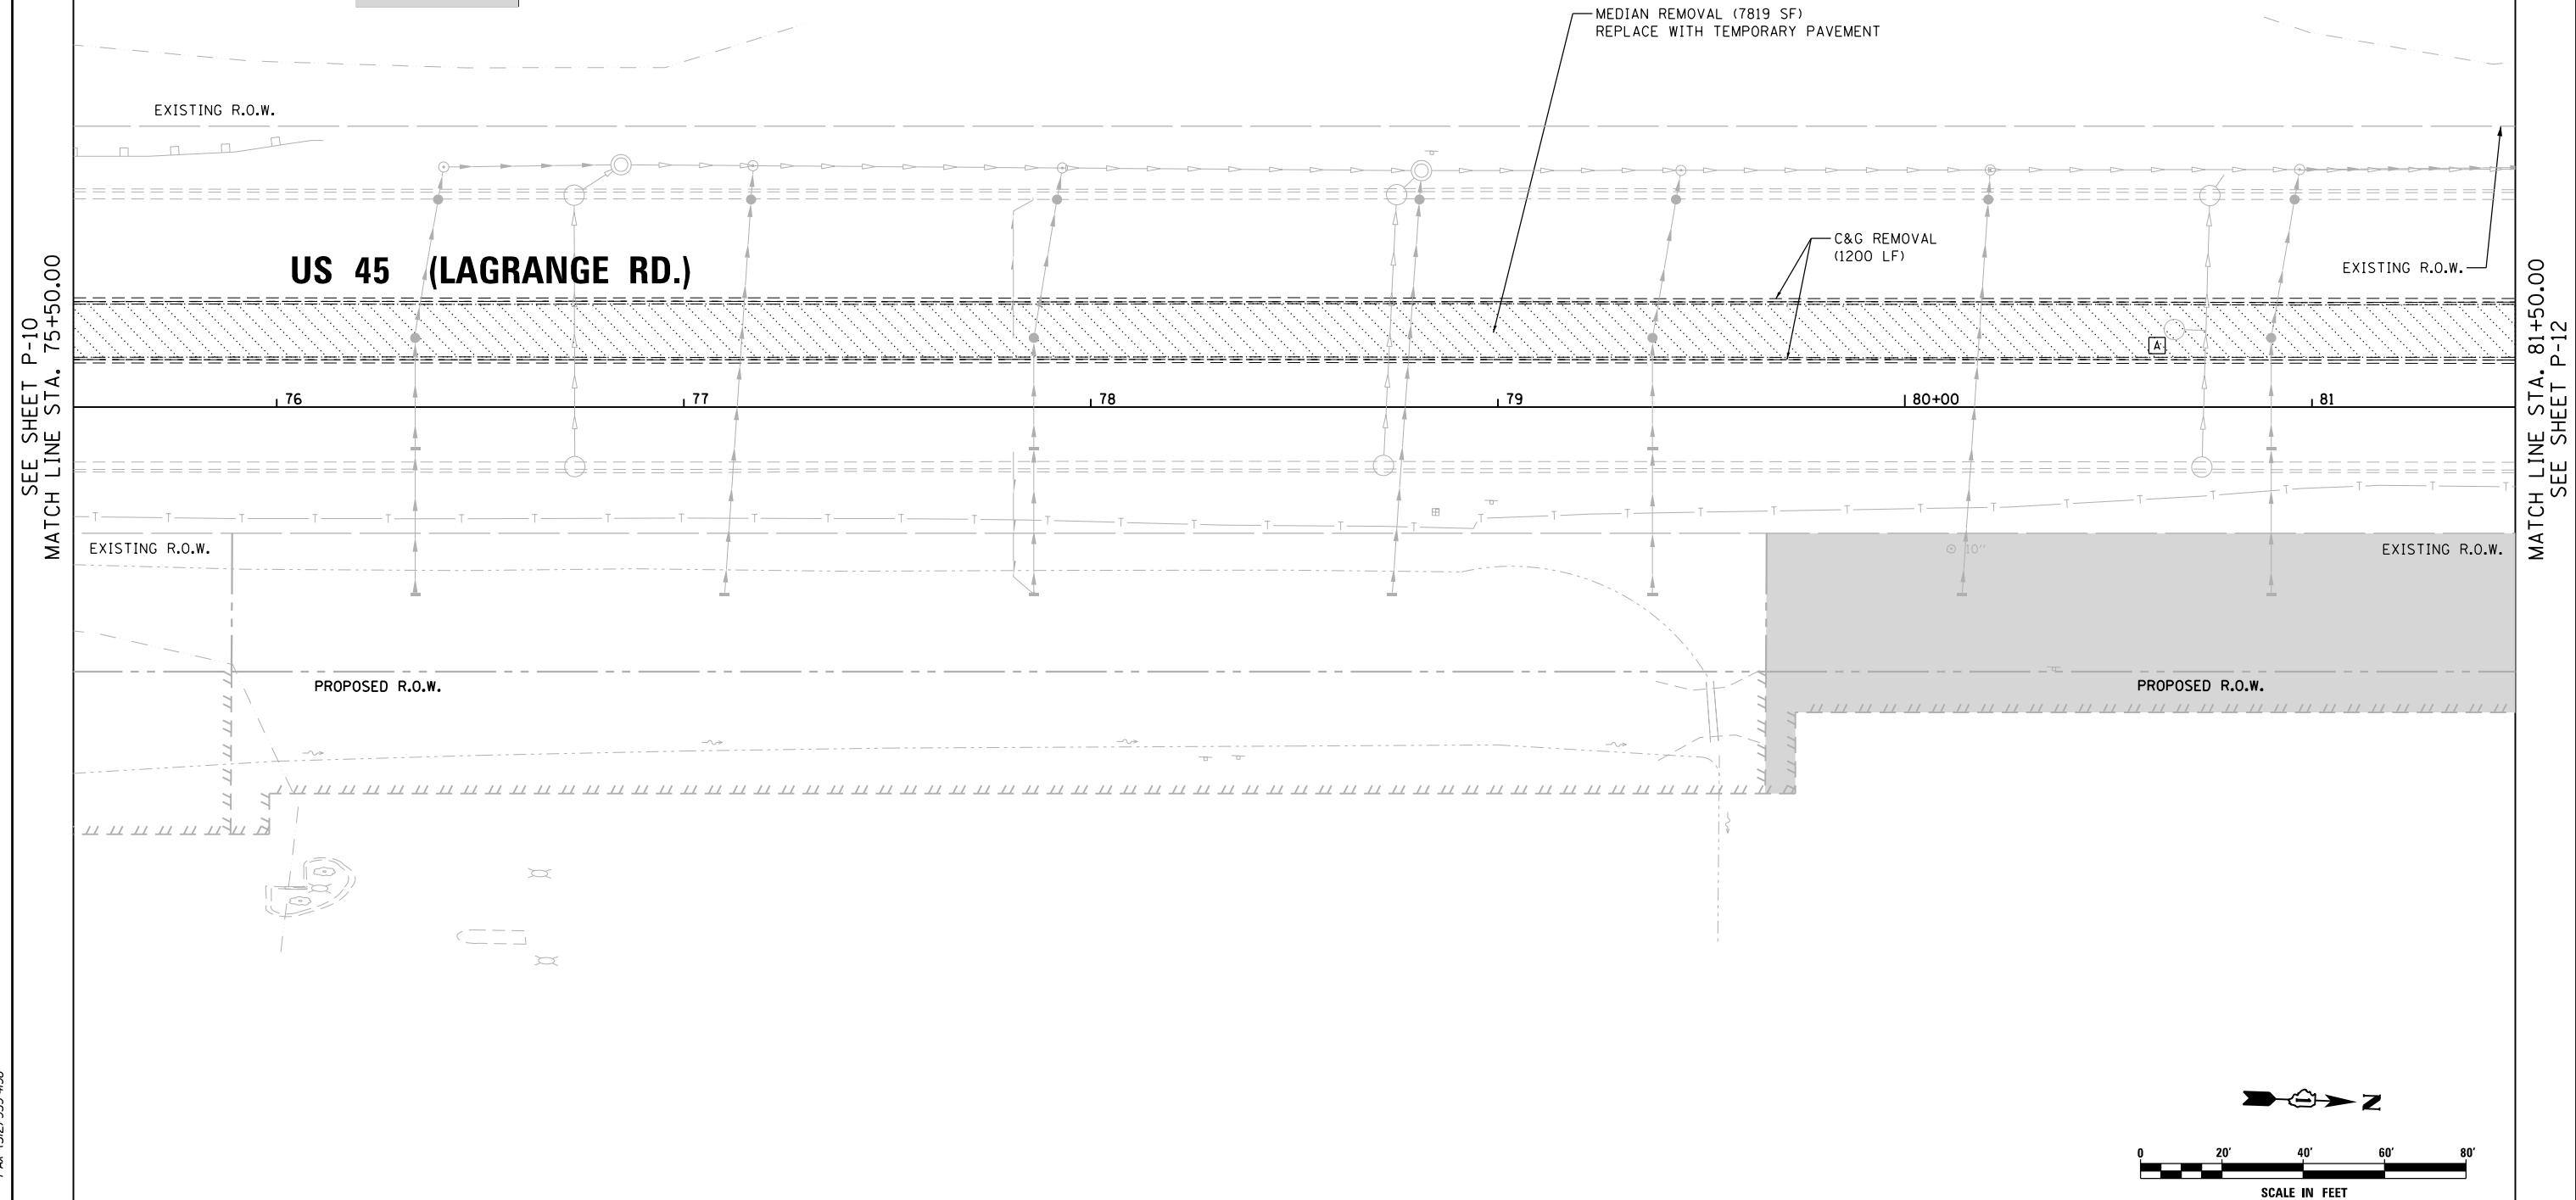 MEDIAN REMOVAL (7819 SF)
REPLACE WITH TEMPORARY PAVEMENT
EXISTING R.O.W.
C&G REMOVAL
(1200 LF)
EXISTING R.O.W.
US 45 (LAGRANGE RD.)
SEE SHEET P-10
MATCH LINE STA. 75+50.00
MATCH LINE STA. 81+50.00
SEE SHEET P-12
A
76
77
78
79
80+00
81
EXISTING R.O.W.
10"
EXISTING R.O.W.
PROPOSED R.O.W.
PROPOSED R.O.W.
N
0 20' 40' 60' 80'
SCALE IN FEET